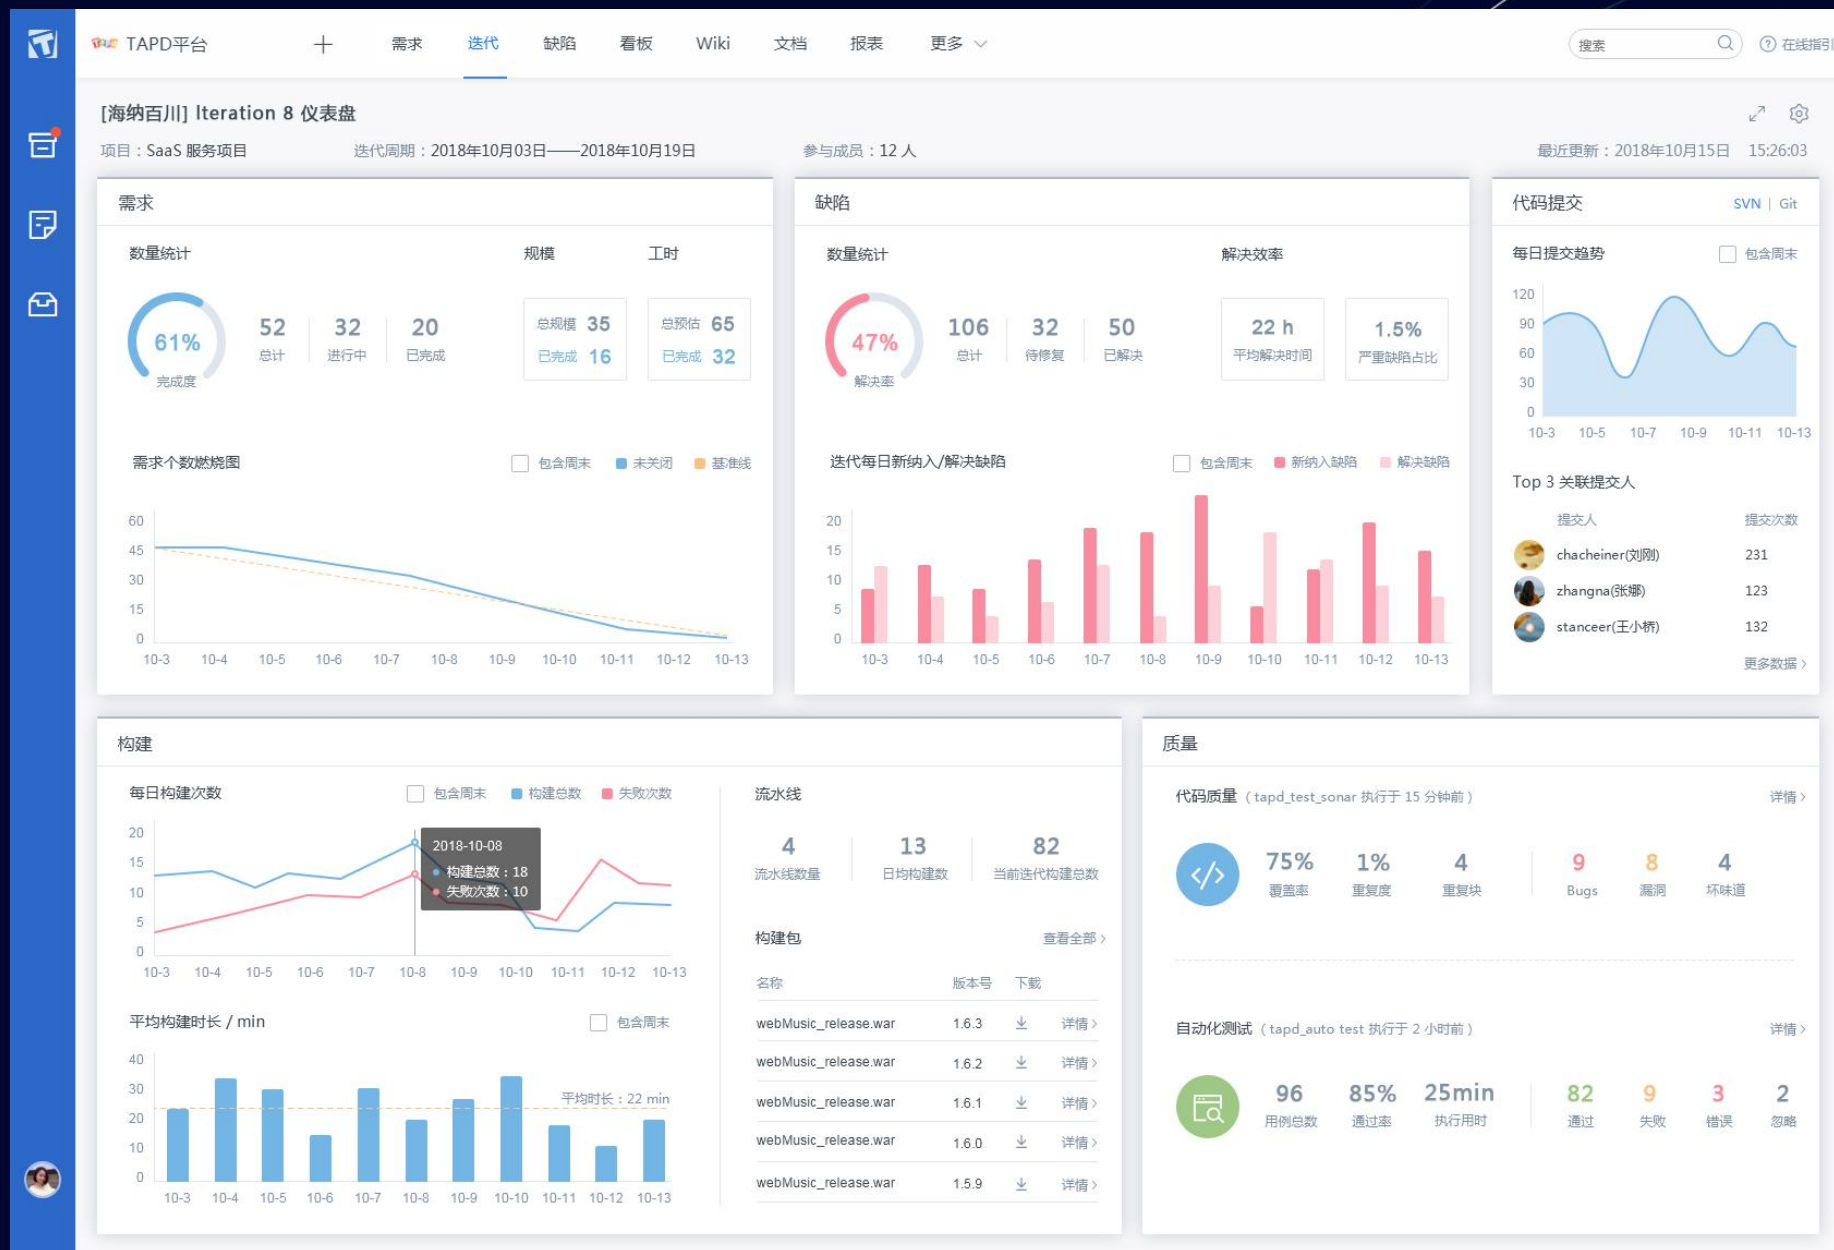 TAPD平台 需求 迭代 缺陷 看板 Wiki 文档 报表 更多 搜索 在线指引
[海纳百川] Iteration 8 仪表盘
项目：SaaS 服务项目 迭代周期：2018年10月03日——2018年10月19日 参与成员：12 人 最近更新：2018年10月15日 15:26:03
需求
数量统计 规模 工时
61%
完成度
52 32 20
总计 进行中 已完成
总规模 35
已完成 16
总预估 65
已完成 32
需求个数燃烧图 包含周末 未关闭 基准线
60
45
30
15
0
10-3 10-4 10-5 10-6 10-7 10-8 10-9 10-10 10-11 10-12 10-13
缺陷
数量统计 解决效率
47%
解决率
106 32 50
总计 待修复 已解决
22 h
平均解决时间
1.5%
严重缺陷占比
迭代每日新纳入/解决缺陷 包含周末 新纳入缺陷 解决缺陷
20
15
10
5
0
10-3 10-4 10-5 10-6 10-7 10-8 10-9 10-10 10-11 10-12 10-13
代码提交 SVN | Git
每日提交趋势 包含周末
120
90
60
30
0
10-3 10-5 10-7 10-9 10-11 10-13
Top 3 关联提交人
提交人 提交次数
chacheiner(刘刚) 231
zhangna(张娜) 123
stanceer(王小桥) 132
更多数据
构建
每日构建次数 包含周末 构建总数 失败次数
20
15
10
5
0
2018-10-08
构建总数：18
失败次数：10
10-3 10-4 10-5 10-6 10-7 10-8 10-9 10-10 10-11 10-12 10-13
平均构建时长 / min 包含周末
40
30
20
10
0
平均时长：22 min
10-3 10-4 10-5 10-6 10-7 10-8 10-9 10-10 10-11 10-12 10-13
流水线
4 13 82
流水线数量 日均构建数 当前迭代构建总数
构建包 查看全部
名称 版本号 下载
webMusic_release.war 1.6.3 详情
webMusic_release.war 1.6.2 详情
webMusic_release.war 1.6.1 详情
webMusic_release.war 1.6.0 详情
webMusic_release.war 1.5.9 详情
质量
代码质量 ( tapd_test_sonar 执行于 15 分钟前 ) 详情
75% 1% 4 9 8 4
覆盖率 重复度 重复块 Bugs 漏洞 坏味道
自动化测试 ( tapd_auto test 执行于 2 小时前 ) 详情
96 85% 25min 82 9 3 2
用例总数 通过率 执行用时 通过 失败 错误 忽略